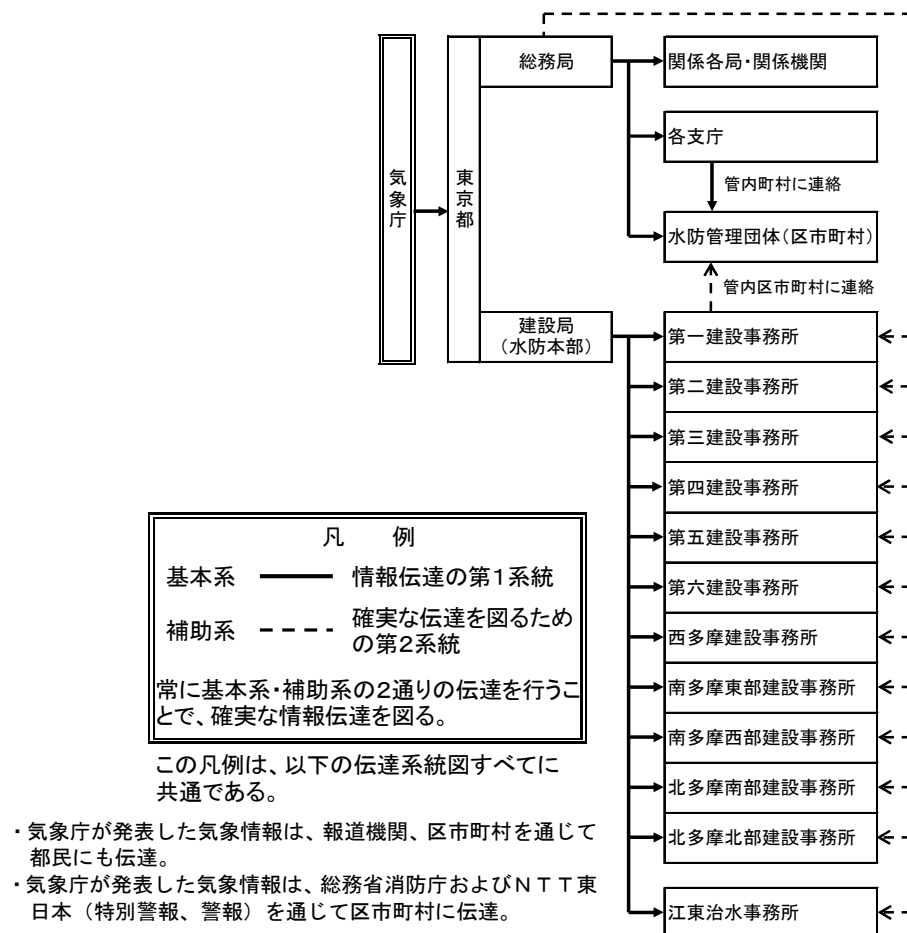 総務局
関係各局・関係機関
各支庁
管内町村に連絡
気象庁
東京都
水防管理団体(区市町村)
管内区市町村に連絡
建設局
(水防本部)
第一建設事務所
第二建設事務所
第三建設事務所
第四建設事務所
第五建設事務所
第六建設事務所
西多摩建設事務所
南多摩東部建設事務所
南多摩西部建設事務所
北多摩南部建設事務所
北多摩北部建設事務所
江東治水事務所
凡 例
基本系 情報伝達の第1系統
補助系 確実な伝達を図るため
の第2系統
常に基本系・補助系の2通りの伝達を行うこ
とで、確実な情報伝達を図る。
この凡例は、以下の伝達系統図すべてに
共通である。
・気象庁が発表した気象情報は、報道機関、区市町村を通じて
都民にも伝達。
・気象庁が発表した気象情報は、総務省消防庁およびNTT東
日本(特別警報、警報)を通じて区市町村に伝達。